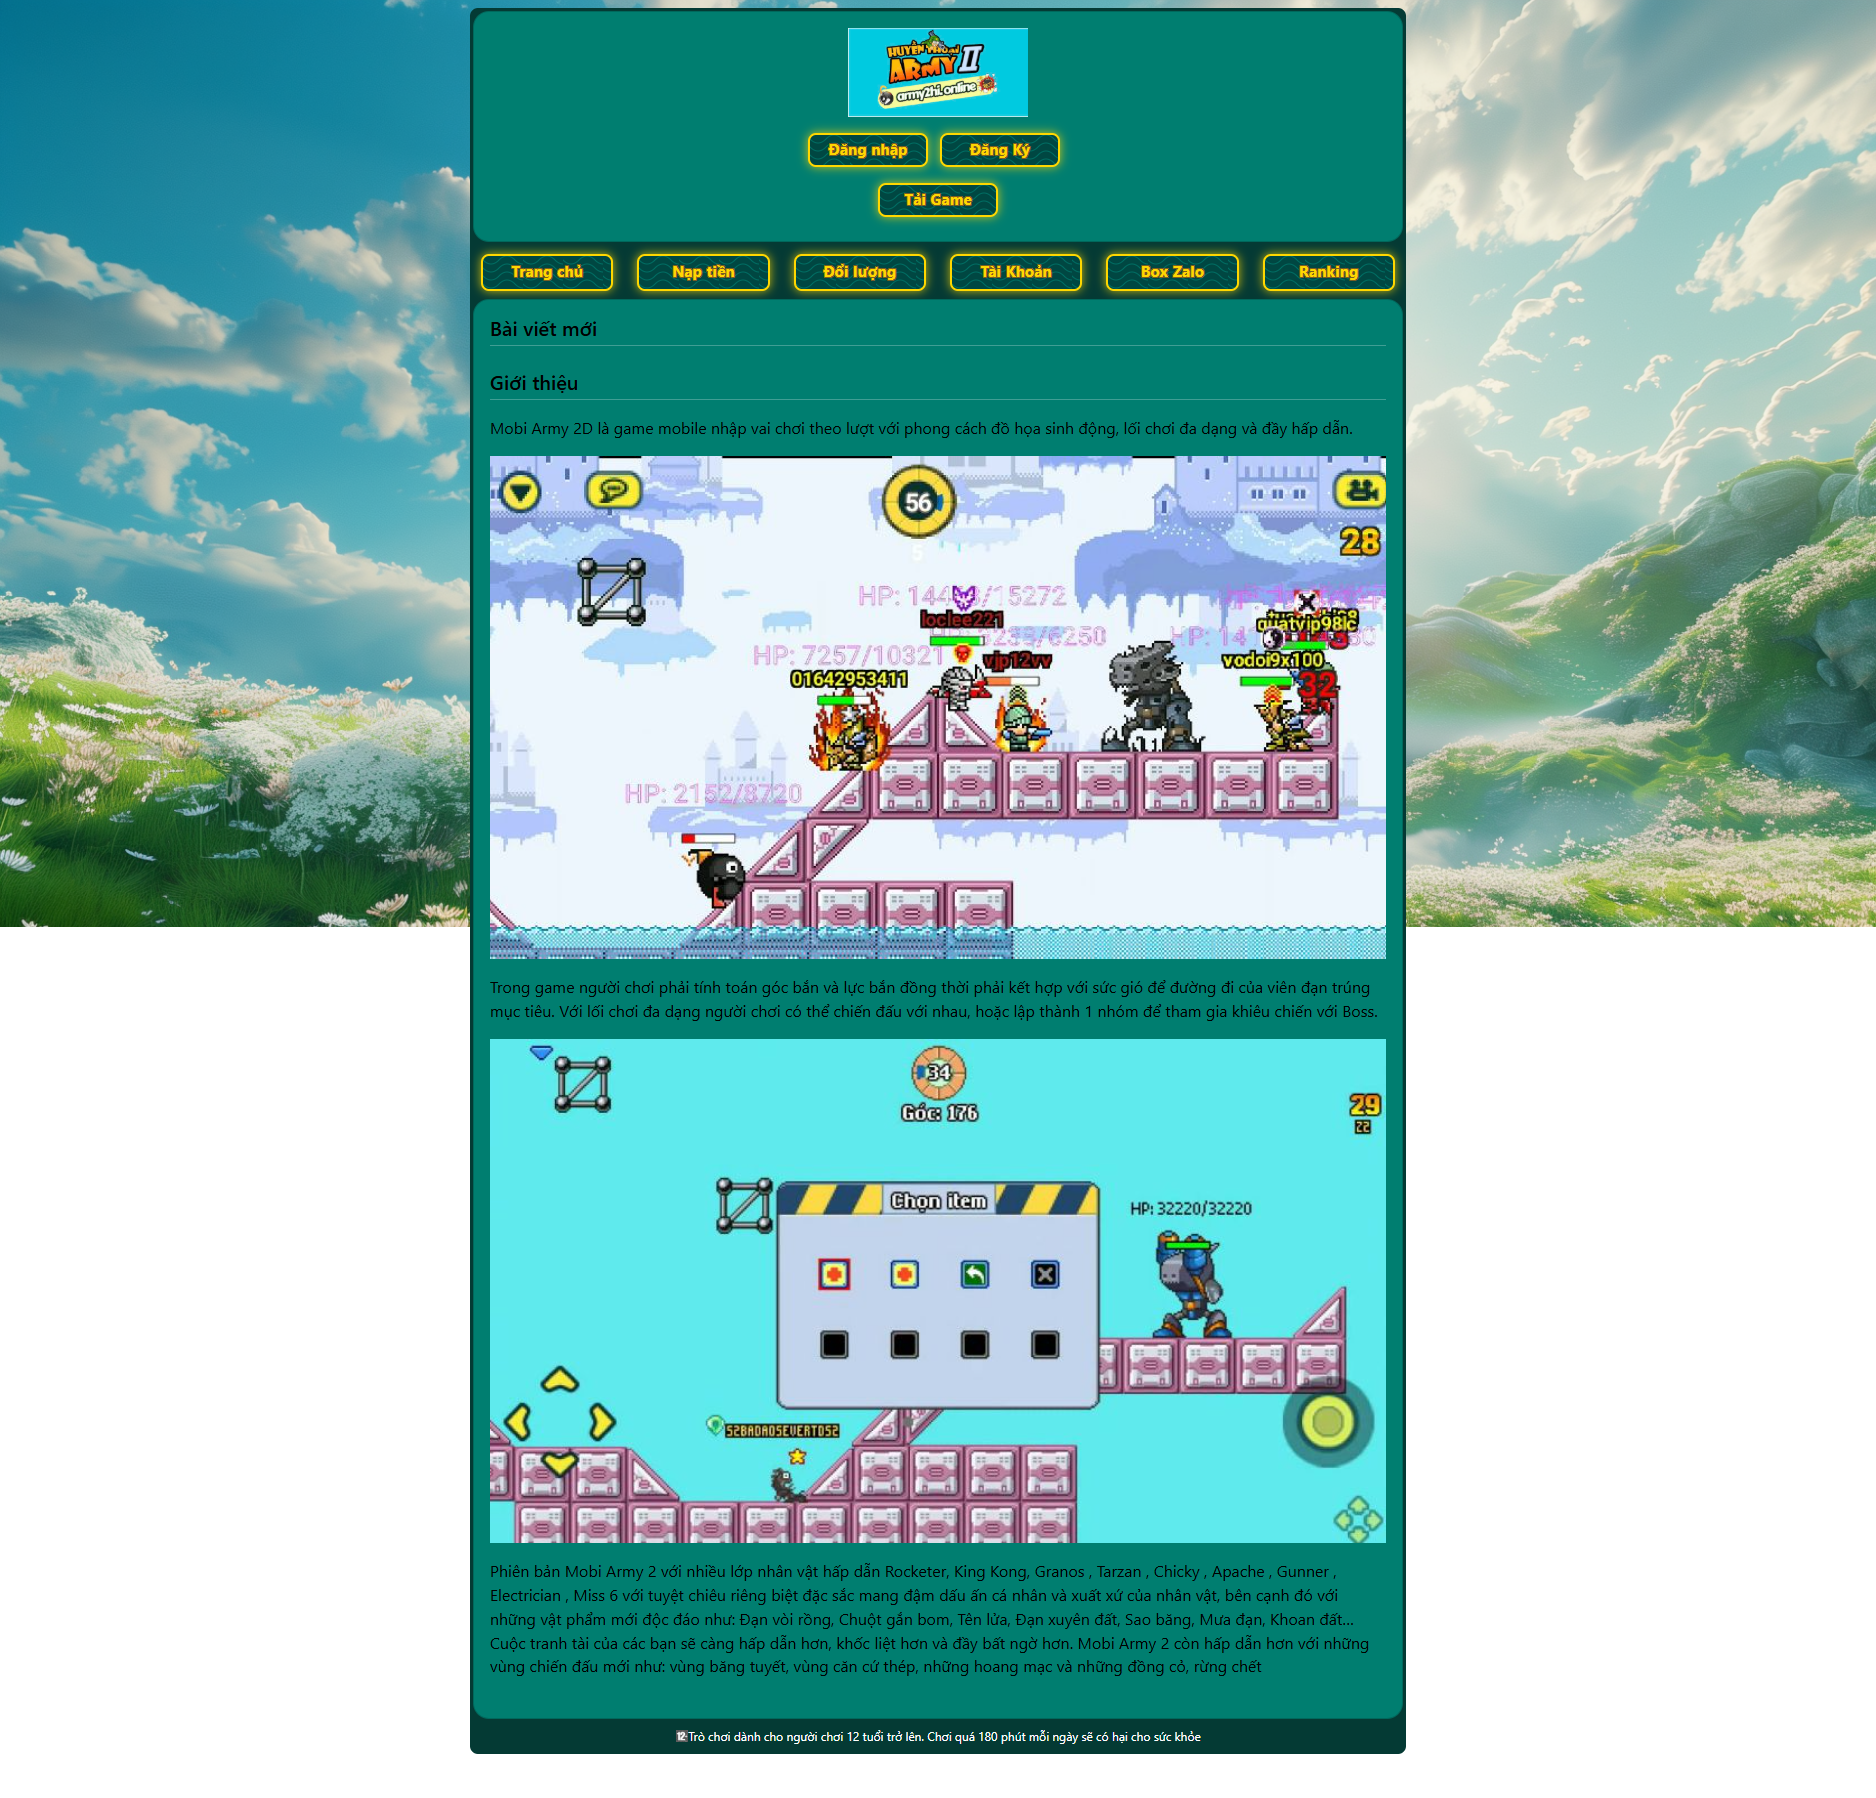 HUYỀN THOẠI
ARMY II
army2hi.online
Đăng nhập
Đăng Ký
Tải Game
Trang chủ
Nạp tiền
Đổi lượng
Tài Khoản
Box Zalo
Ranking
Bài viết mới
Giới thiệu
Mobi Army 2D là game mobile nhập vai chơi theo lượt với phong cách đồ họa sinh động, lối chơi đa dạng và đầy hấp dẫn.
56
5
28
loclee221
HP: 7257/10321
vjp12vv
quatvip98lc
vodoi9x100
01642953411
32
HP: 2152/8720
Trong game người chơi phải tính toán góc bắn và lực bắn đồng thời phải kết hợp với sức gió để đường đi của viên đạn trúng
mục tiêu. Với lối chơi đa dạng người chơi có thể chiến đấu với nhau, hoặc lập thành 1 nhóm để tham gia khiêu chiến với Boss.
34
Góc: 176
29
22
Chọn item
HP: 32220/32220
52BADAOSEVERTO52
Phiên bản Mobi Army 2 với nhiều lớp nhân vật hấp dẫn Rocketer, King Kong, Granos , Tarzan , Chicky , Apache , Gunner ,
Electrician , Miss 6 với tuyệt chiêu riêng biệt đặc sắc mang đậm dấu ấn cá nhân và xuất xứ của nhân vật, bên cạnh đó với
những vật phẩm mới độc đáo như: Đạn vòi rồng, Chuột gắn bom, Tên lửa, Đạn xuyên đất, Sao băng, Mưa đạn, Khoan đất...
Cuộc tranh tài của các bạn sẽ càng hấp dẫn hơn, khốc liệt hơn và đầy bất ngờ hơn. Mobi Army 2 còn hấp dẫn hơn với những
vùng chiến đấu mới như: vùng băng tuyết, vùng căn cứ thép, những hoang mạc và những đồng cỏ, rừng chết
12+ Trò chơi dành cho người chơi 12 tuổi trở lên. Chơi quá 180 phút mỗi ngày sẽ có hại cho sức khỏe